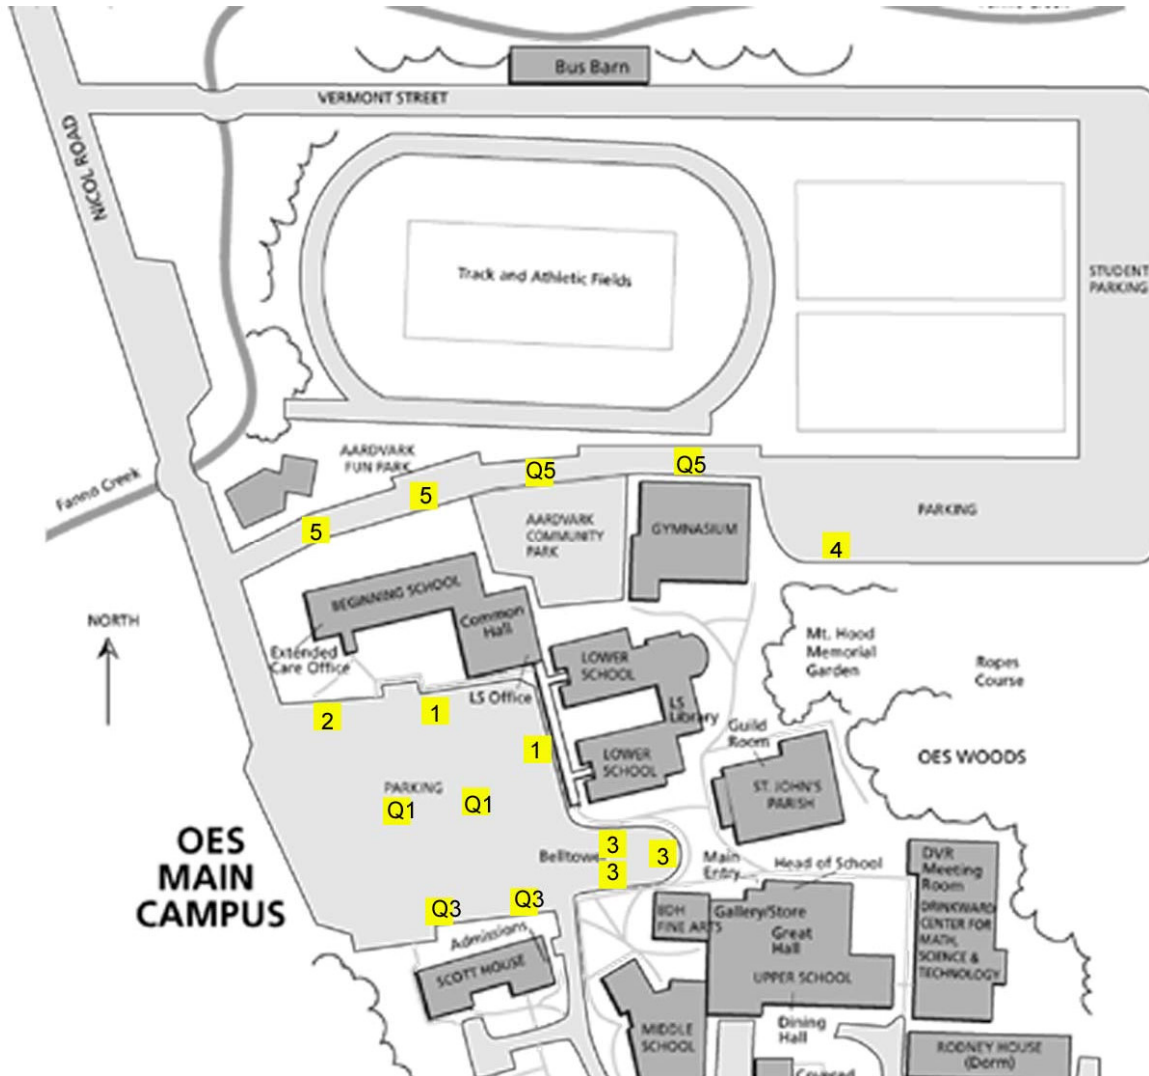 Bus Barn
VERMONT STREET
NICOL ROAD
Track and Athletic Fields
STUDENT
PARKING
AARDVARK
FUN PARK
Fanno Creek
Q5
Q5
5
5
AARDVARK
COMMUNITY
PARK
GYMNASIUM
PARKING
4
BEGINNING SCHOOL
Common
Hall
NORTH
Extended
Care Office
LS Office
LOWER
SCHOOL
Mt. Hood
Memorial
Garden
Ropes
Course
2
1
1
LS
Library
Guild
Room
LOWER
SCHOOL
OES WOODS
ST. JOHN'S
PARISH
PARKING
Q1
Q1
OES
MAIN
CAMPUS
Belltower
3
3
3
Main
Entry
Head of School
DVR
Meeting
Room
DRINKWARD
CENTER FOR
MATH,
SCIENCE &
TECHNOLOGY
Q3
Q3
Admissions
SCOTT HOUSE
BDH
FINE ARTS
Gallery/Store
Great
Hall
UPPER SCHOOL
Dining
Hall
MIDDLE
SCHOOL
RODNEY HOUSE
(Dorm)
Covered